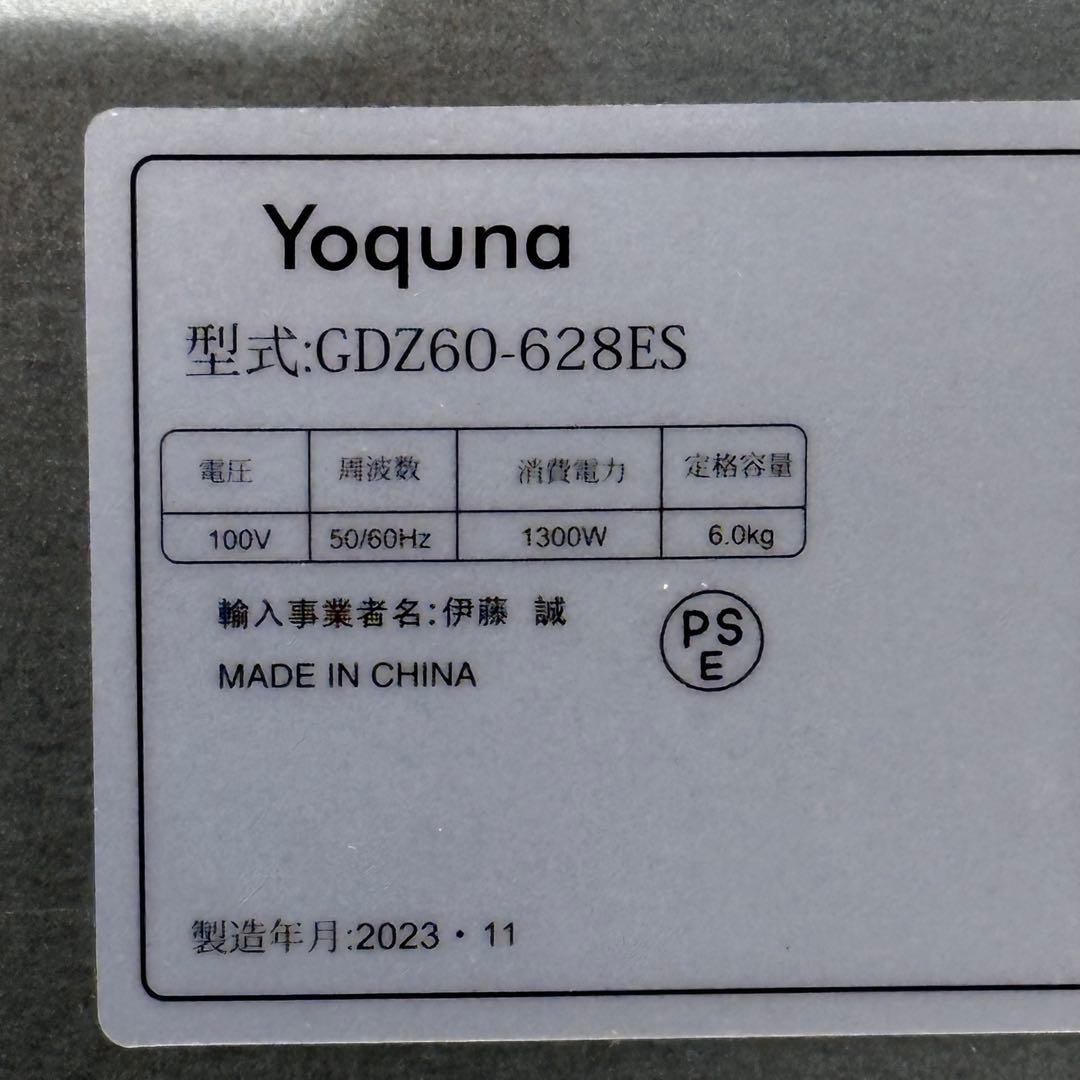 Yoquna
型式:GDZ60-628ES
電圧 周波数 消費電力 定格容量
100V 50/60Hz 1300W 6.0kg
輸入事業者名:伊藤 誠
PSE
MADE IN CHINA
製造年月:2023・11